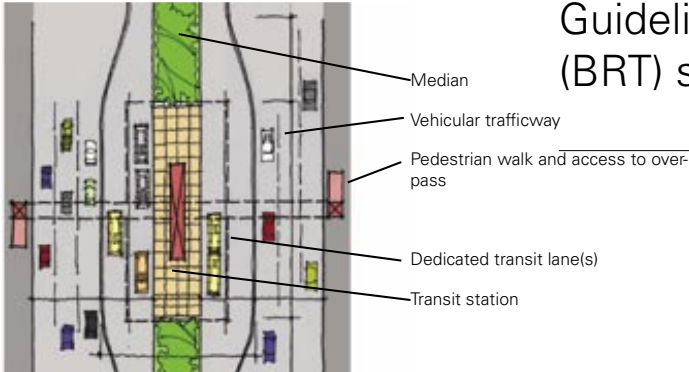 Guideli
(BRT) s
Median
Vehicular trafficway
Pedestrian walk and access to over-
pass
Dedicated transit lane(s)
Transit station